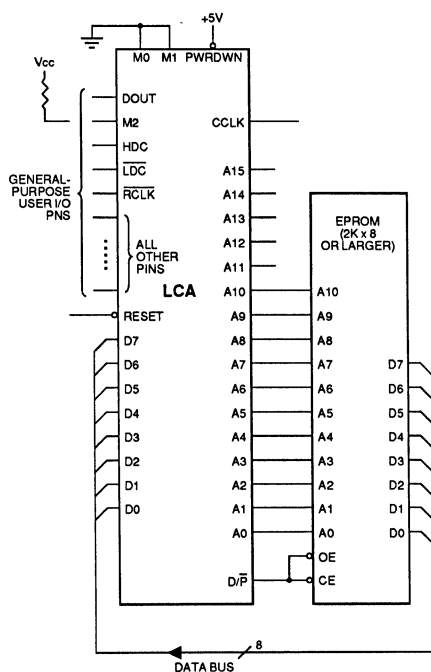 +5V
M0 M1 PWRDWN
Vcc
DOUT
M2
CCLK
HDC
LDC
A15
RCLK
A14
GENERAL-
PURPOSE
USER I/O
PNS
A13
A12
A11
ALL
OTHER
PINS
LCA
EPROM
(2K x 8
OR LARGER)
A10 A10
RESET
A9 A9
D7 A8 A8
D6 A7 A7 D7
D5 A6 A6 D6
D4 A5 A5 D5
D3 A4 A4 D4
D2 A3 A3 D3
D1 A2 A2 D2
D0 A1 A1 D1
A0 A0 D0
OE
D/P CE
8
DATA BUS